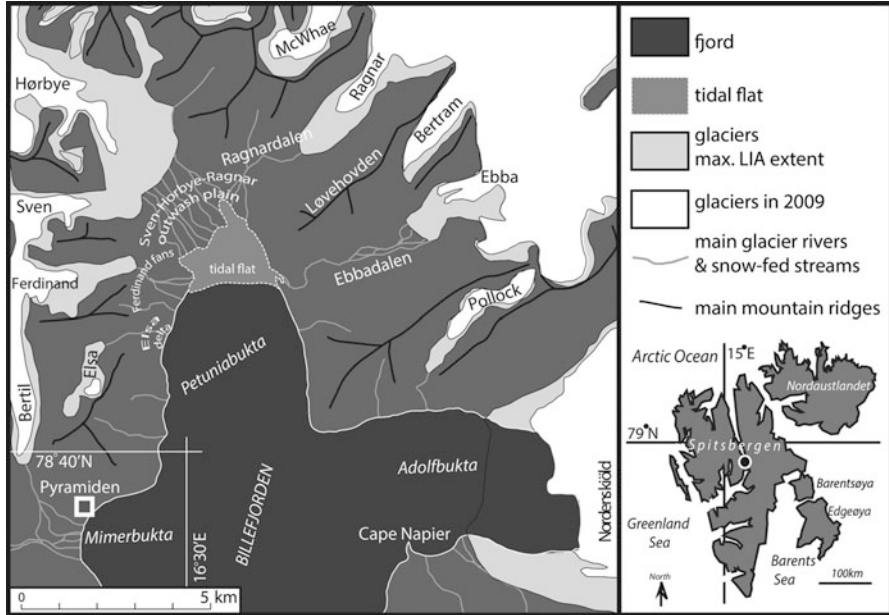 McWhae
Ragnar
Hørbye
Bertram
Ragnardalen
Ebba
Løvehovden
Sven-Hørbye-Ragnar
outwash plain
Sven
tidal flat
Ferdinand fans
Ebbadalen
Ferdinand
Pollock
Elsa
delta
Elsa
Petuniabukta
Bertil
78°40'N
Adolfbukta
Pyramiden
Nordenskiöld
Mimerbukta
BILLEFJORDEN
Cape Napier
16°30'E
0
5 km
fjord
tidal flat
glaciers
max. LIA extent
glaciers in 2009
main glacier rivers
& snow-fed streams
main mountain ridges
Arctic Ocean
15°E
Nordaustlandet
79°N
Spitsbergen
Barentsøya
Edgeøya
Greenland
Sea
Barents
Sea
North
100km